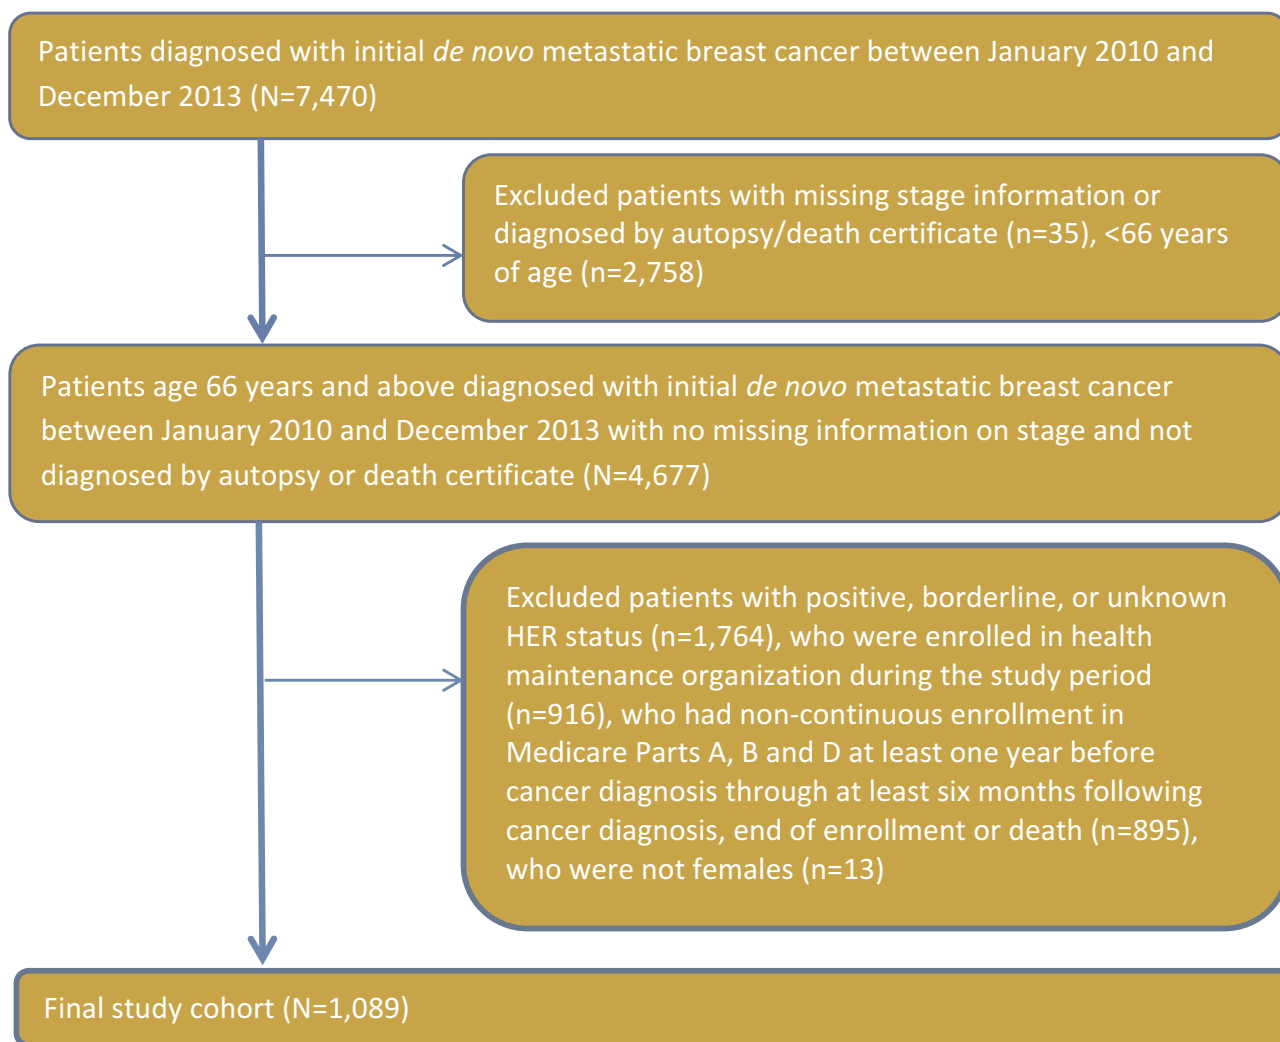 Patients diagnosed with initial de novo metastatic breast cancer between January 2010 and
December 2013 (N=7,470)
Excluded patients with missing stage information or
diagnosed by autopsy/death certificate (n=35), <66 years
of age (n=2,758)
Patients age 66 years and above diagnosed with initial de novo metastatic breast cancer
between January 2010 and December 2013 with no missing information on stage and not
diagnosed by autopsy or death certificate (N=4,677)
Excluded patients with positive, borderline, or unknown
HER status (n=1,764), who were enrolled in health
maintenance organization during the study period
(n=916), who had non-continuous enrollment in
Medicare Parts A, B and D at least one year before
cancer diagnosis through at least six months following
cancer diagnosis, end of enrollment or death (n=895),
who were not females (n=13)
Final study cohort (N=1,089)